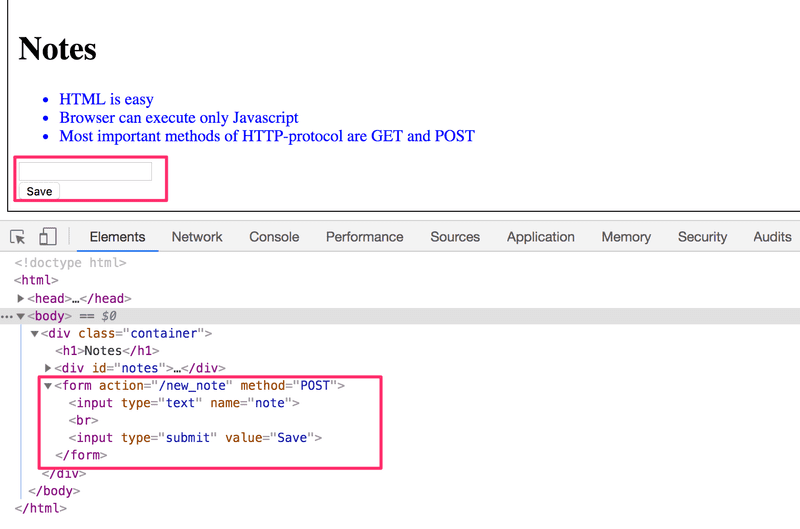 Notes
HTML is easy
Browser can execute only Javascript
Most important methods of HTTP-protocol are GET and POST
Save
Elements Network Console Performance Sources Application Memory Security Audits
<!doctype html>
<html>
<head>…</head>
<body> == $0
<div class="container">
<h1>Notes</h1>
<div id="notes">…</div>
<form action="/new_note" method="POST">
<input type="text" name="note">
<br>
<input type="submit" value="Save">
</form>
</div>
</body>
</html>